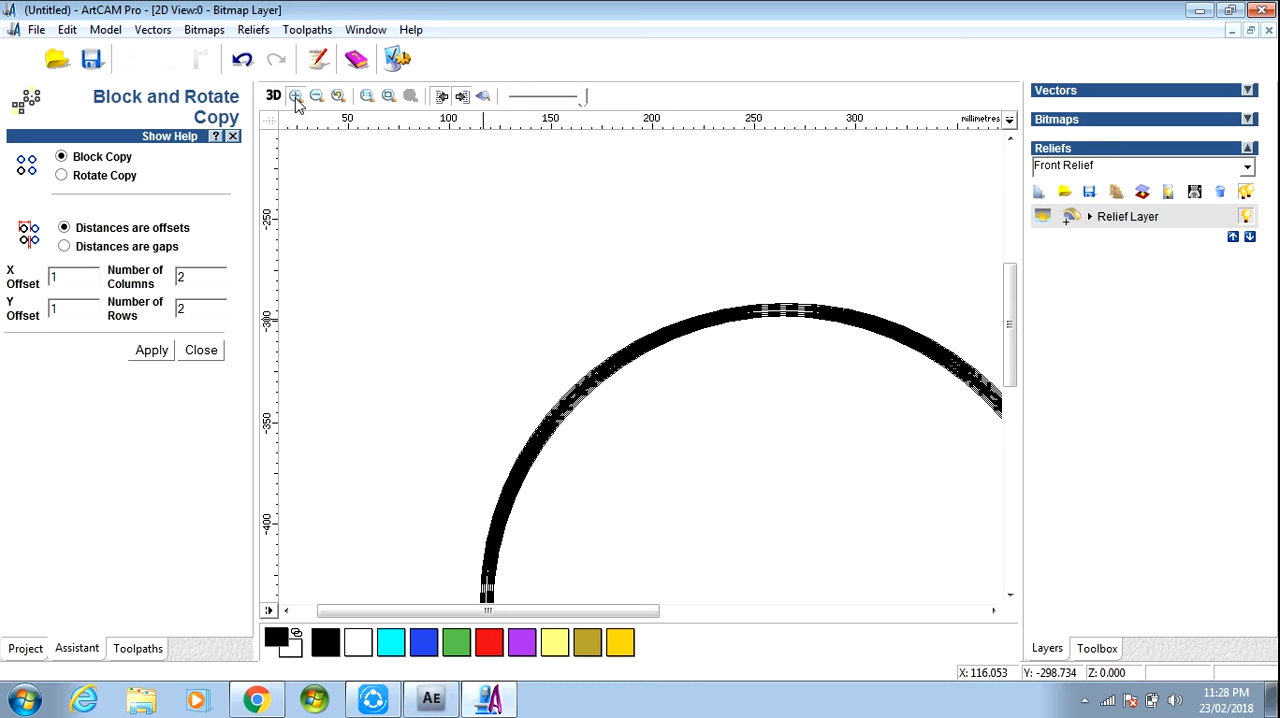 (Untitled) - ArtCAM Pro - [2D View:0 - Bitmap Layer]
File Edit Model Vectors Bitmaps Reliefs Toolpaths Window Help
Block and Rotate
Copy
Show Help ? X
Block Copy
Rotate Copy
Distances are offsets
Distances are gaps
X Offset 1 Number of Columns 2
Y Offset 1 Number of Rows 2
Apply Close
Project Assistant Toolpaths
3D
50 100 150 200 250 300 millimetres
-250
-300
-350
-400
Vectors
Bitmaps
Reliefs
Front Relief
Relief Layer
Layers Toolbox
X: 116.053 Y: -298.734 Z: 0.000
AE
11:28 PM
23/02/2018